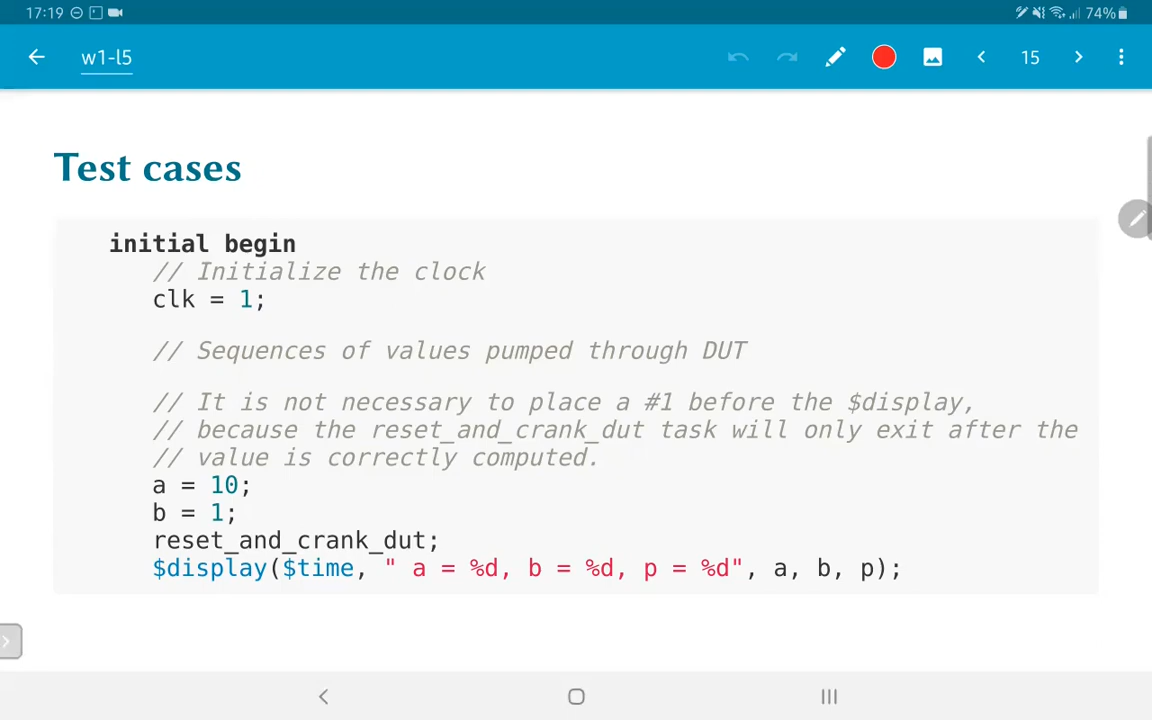 17:19 74%
w1-l5 15
Test cases
initial begin
// Initialize the clock
clk = 1;
// Sequences of values pumped through DUT
// It is not necessary to place a #1 before the $display,
// because the reset_and_crank_dut task will only exit after the
// value is correctly computed.
a = 10;
b = 1;
reset_and_crank_dut;
$display($time, " a = %d, b = %d, p = %d", a, b, p);